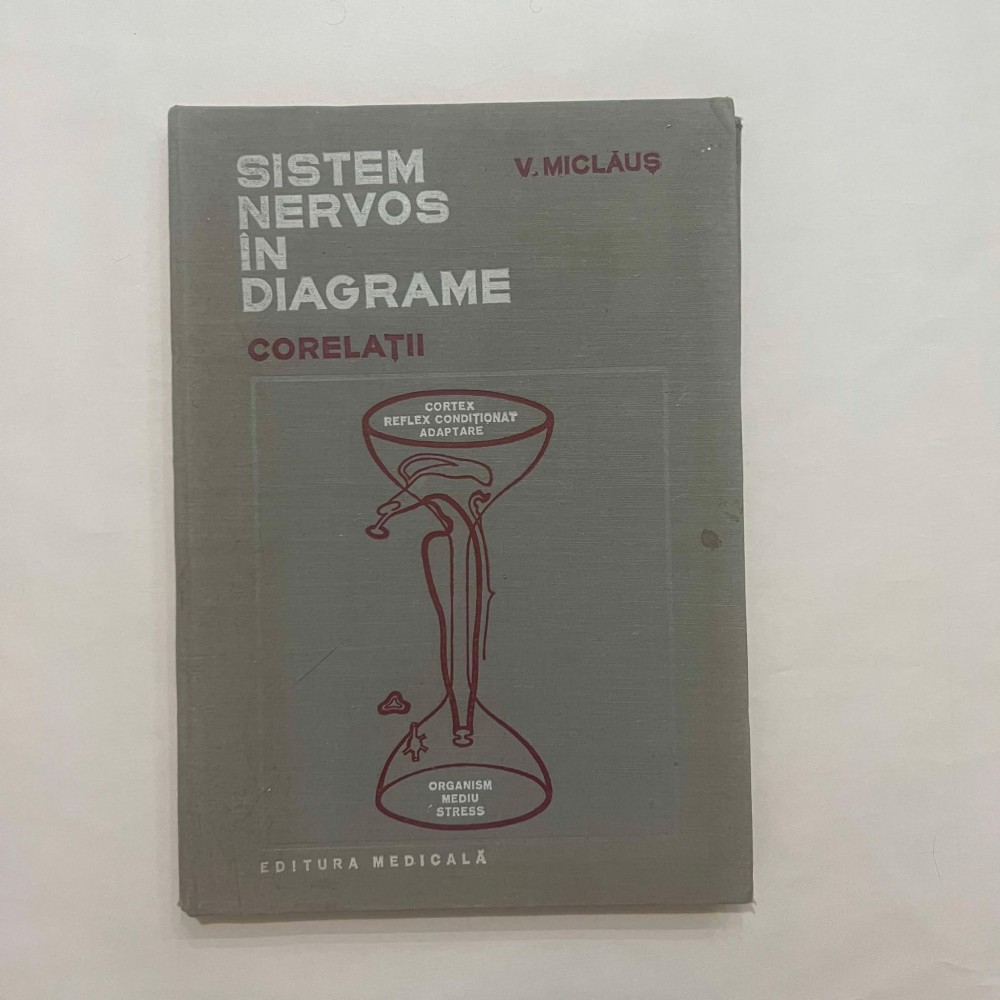 SISTEM
NERVOS
ÎN
DIAGRAME
V. MICLĂUȘ
CORELAȚII
CORTEX
REFLEX CONDIȚIONAT
ADAPTARE
ORGANISM
MEDIU
STRESS
EDITURA MEDICALĂ